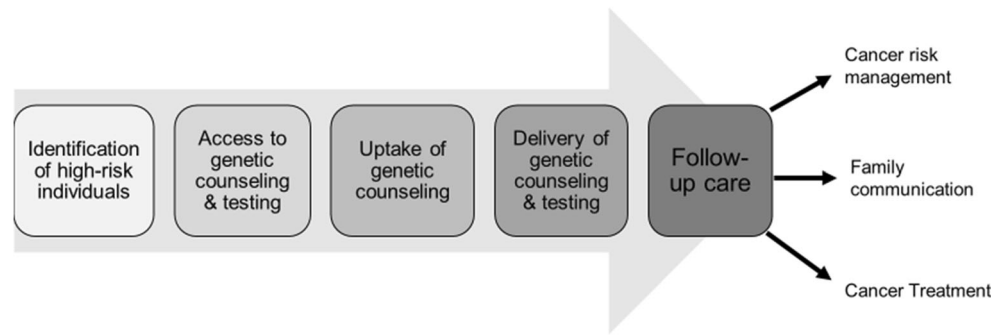 Identification
of high-risk
individuals
Access to
genetic
counseling
& testing
Uptake of
genetic
counseling
Delivery of
genetic
counseling
& testing
Follow-
up care
Cancer risk
management
Family
communication
Cancer Treatment